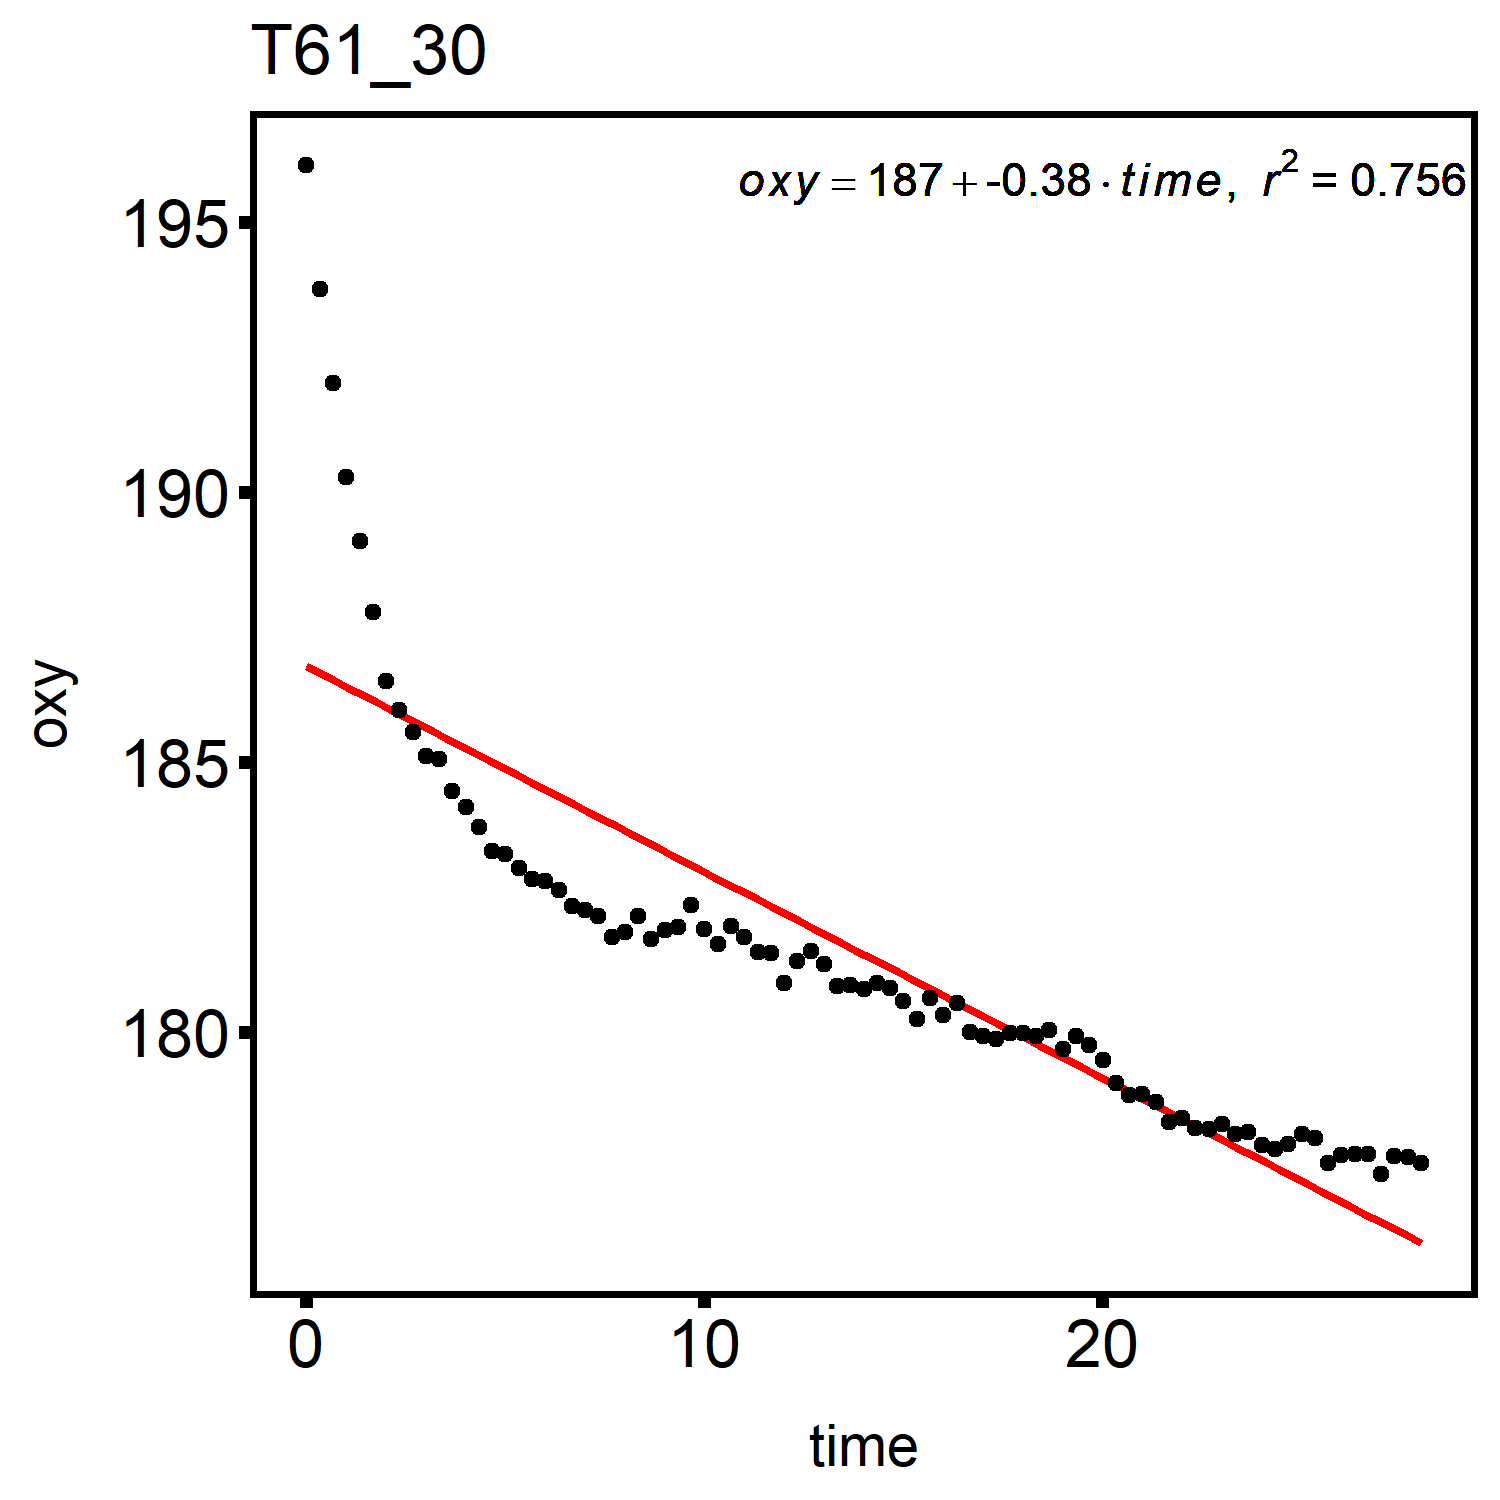 T61_30
oxy = 187 + -0.38 · time, r² = 0.756
195
190
185
180
oxy
0 10 20
time